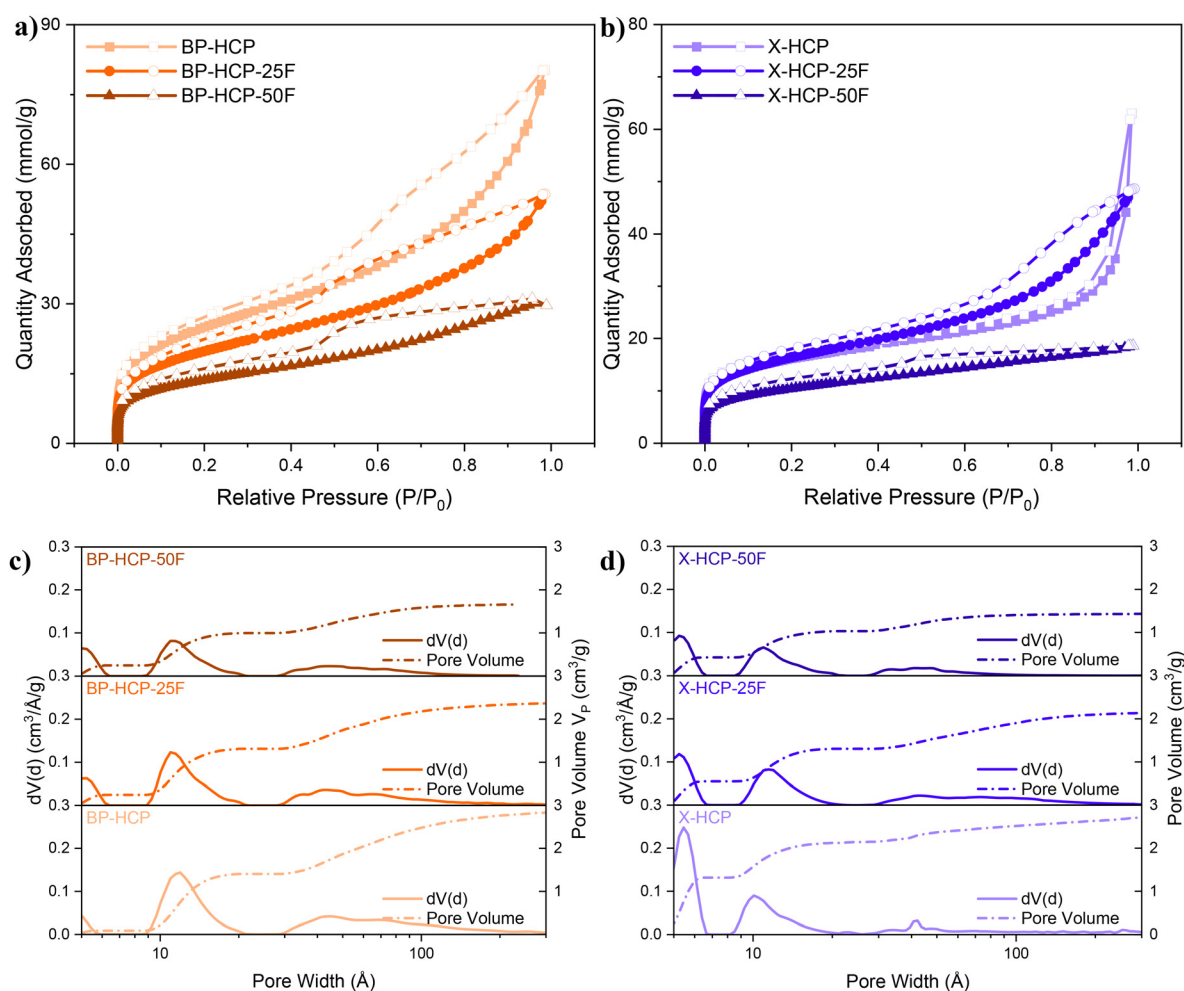 a)
90
60
30
0
Quantity Adsorbed (mmol/g)
BP-HCP
BP-HCP-25F
BP-HCP-50F
0.0 0.2 0.4 0.6 0.8 1.0
Relative Pressure (P/P₀)
b)
80
60
40
20
0
Quantity Adsorbed (mmol/g)
X-HCP
X-HCP-25F
X-HCP-50F
0.0 0.2 0.4 0.6 0.8 1.0
Relative Pressure (P/P₀)
c)
dV(d) (cm³/Å/g)
Pore Volume V_P (cm³/g)
BP-HCP-50F
0.3
0.2
0.1
0.3
3
2
1
3
dV(d)
Pore Volume
BP-HCP-25F
0.2
0.1
0.3
2
1
3
dV(d)
Pore Volume
BP-HCP
0.2
0.1
0.0
2
1
0
dV(d)
Pore Volume
10 100
Pore Width (Å)
d)
dV(d) (cm³/Å/g)
Pore Volume (cm³/g)
X-HCP-50F
0.3
0.2
0.1
0.3
3
2
1
3
dV(d)
Pore Volume
X-HCP-25F
0.2
0.1
0.3
2
1
3
dV(d)
Pore Volume
X-HCP
0.2
0.1
0.0
2
1
0
dV(d)
Pore Volume
10 100
Pore Width (Å)